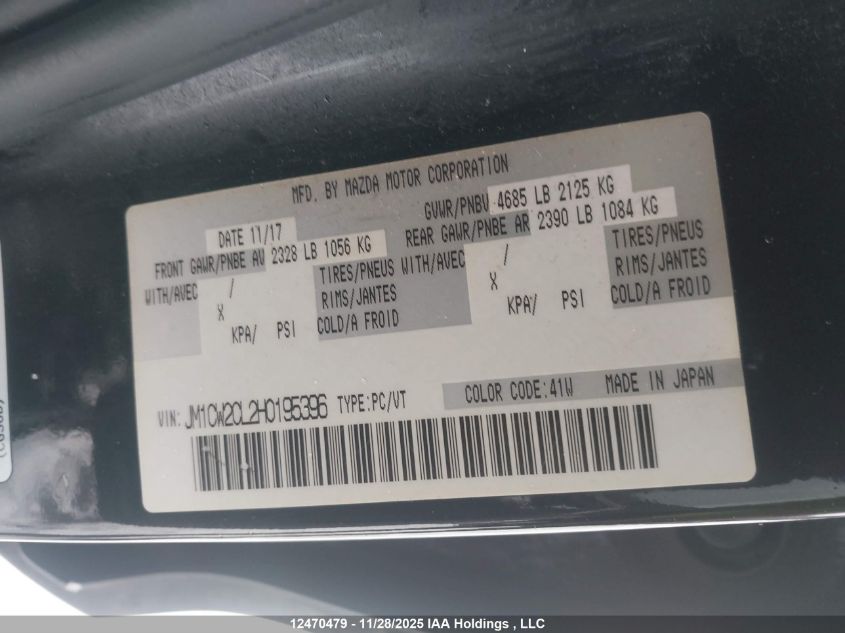 MFD. BY MAZDA MOTOR CORPORATION
DATE 11/17
GVWR/PNBV 4685 LB 2125 KG
FRONT GAWR/PNBE AV 2328 LB 1056 KG
REAR GAWR/PNBE AR 2390 LB 1084 KG
WITH/AVEC / TIRES/PNEUS WITH/AVEC / TIRES/PNEUS
X RIMS/JANTES X RIMS/JANTES
KPA/ PSI COLD/A FROID KPA/ PSI COLD/A FROID
VIN: JM1CW2CL2H0195396 TYPE:PC/VT COLOR CODE:41W MADE IN JAPAN
12470479 - 11/28/2025 IAA Holdings , LLC